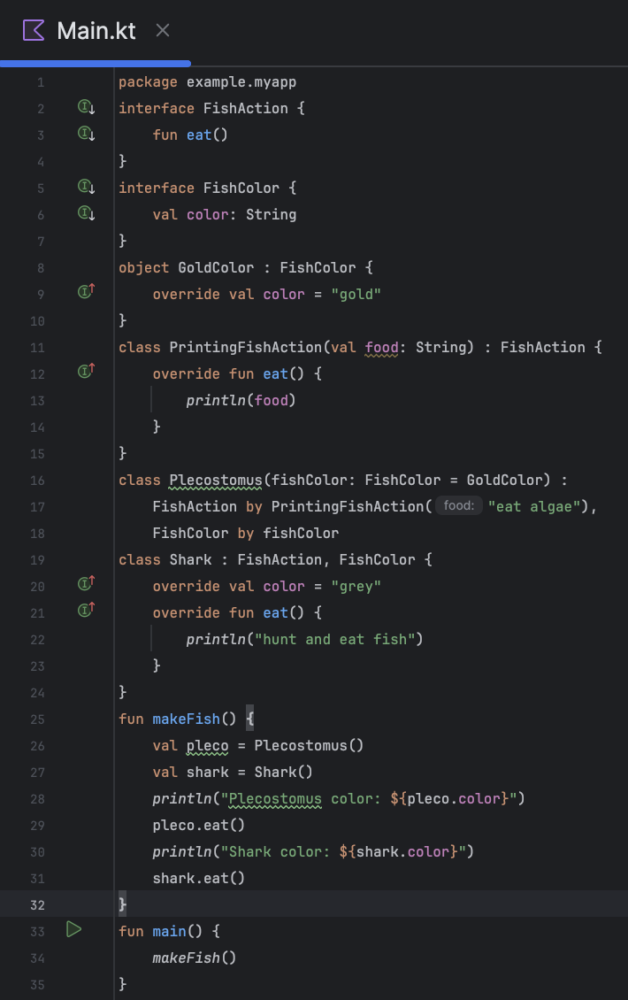 Main.kt
1 package example.myapp
2 interface FishAction {
3     fun eat()
4 }
5 interface FishColor {
6     val color: String
7 }
8 object GoldColor : FishColor {
9     override val color = "gold"
10 }
11 class PrintingFishAction(val food: String) : FishAction {
12     override fun eat() {
13         println(food)
14     }
15 }
16 class Plecostomus(fishColor: FishColor = GoldColor) :
17     FishAction by PrintingFishAction( food: "eat algae"),
18     FishColor by fishColor
19 class Shark : FishAction, FishColor {
20     override val color = "grey"
21     override fun eat() {
22         println("hunt and eat fish")
23     }
24 }
25 fun makeFish() {
26     val pleco = Plecostomus()
27     val shark = Shark()
28     println("Plecostomus color: ${pleco.color}")
29     pleco.eat()
30     println("Shark color: ${shark.color}")
31     shark.eat()
32 }
33 fun main() {
34     makeFish()
35 }